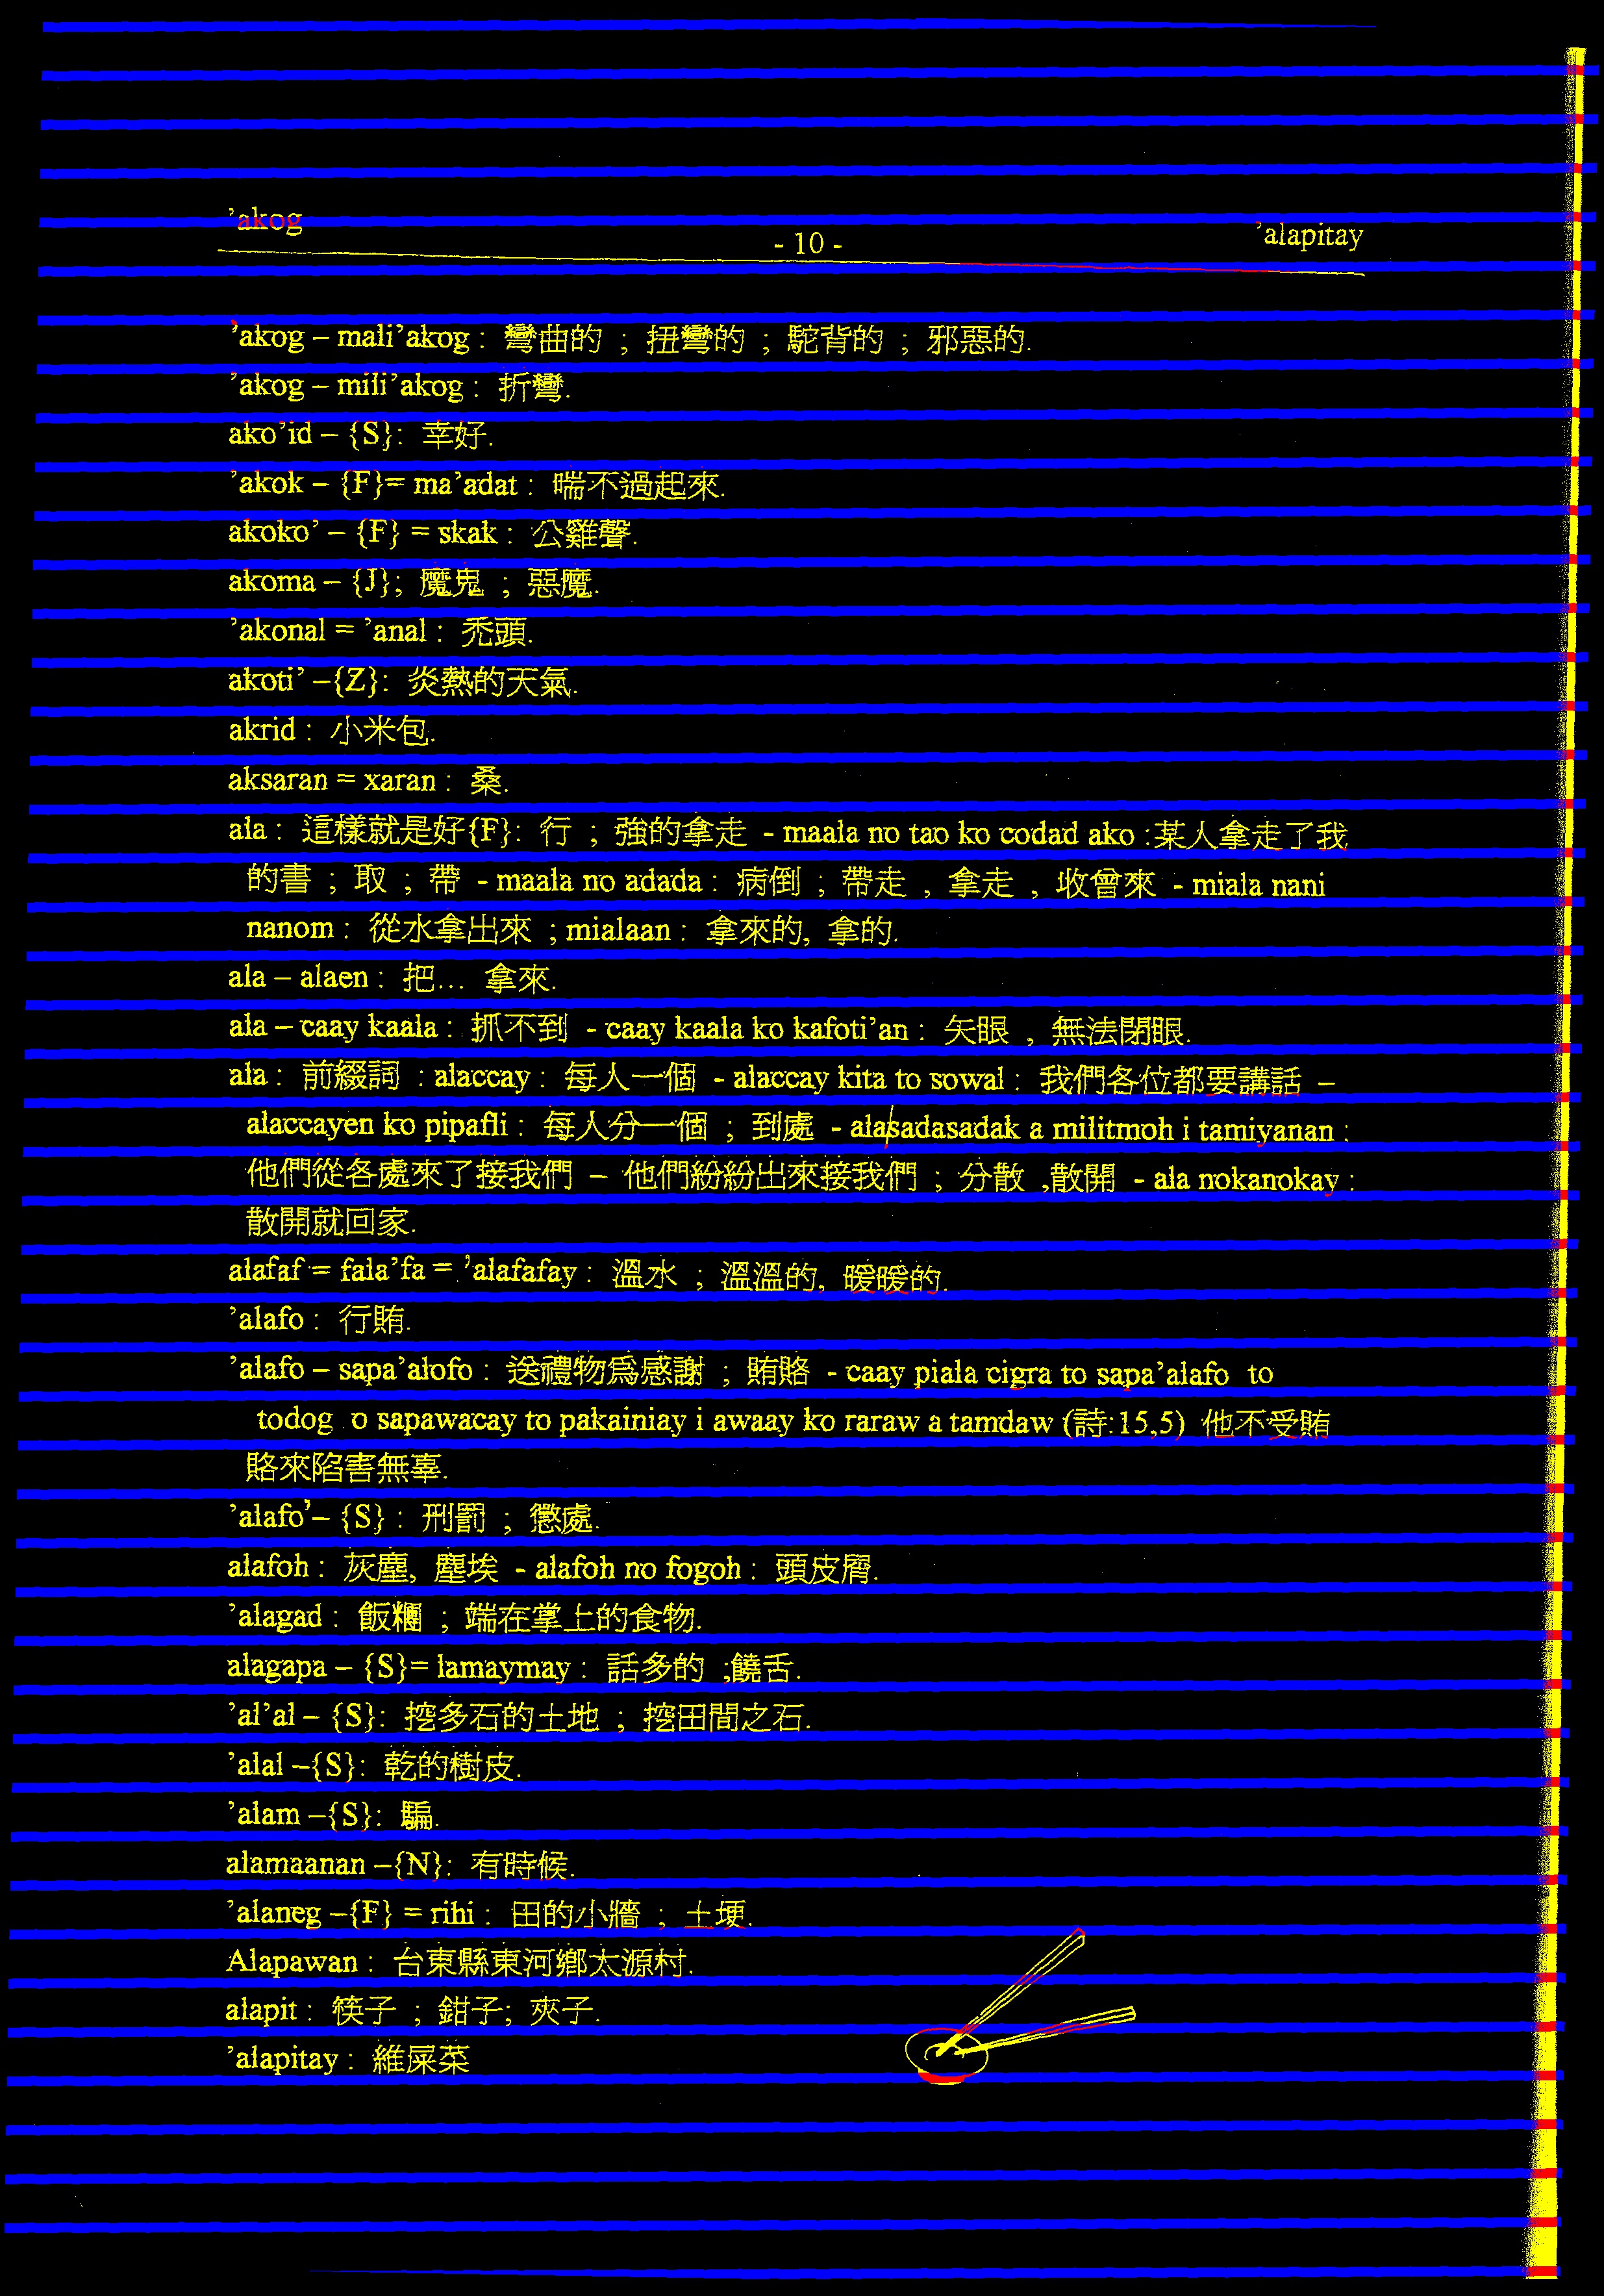 ’akog
- 10 -
’alapitay
’akog – mali’akog : 彎曲的 ; 扭彎的 ; 駝背的 ; 邪惡的.
’akog – mili’akog : 折彎.
ako’id – {S}: 幸好.
’akok – {F}= ma’adat : 喘不過起來.
akoko’ – {F} = skak : 公雞聲.
akoma – {J}; 魔鬼 ; 惡魔.
’akonal = ’anal : 禿頭.
akoti’ –{Z}: 炎熱的天氣.
akrid : 小米包.
aksaran = xaran : 桑.
ala : 這樣就是好{F}: 行 ; 強的拿走 - maala no tao ko codad ako :某人拿走了我
的書 ; 取 ; 帶 - maala no adada : 病倒 ; 帶走 , 拿走 , 收曾來 - miala nani
nanom : 從水拿出來 ; mialaan : 拿來的, 拿的.
ala – alaen : 把… 拿來.
ala – caay kaala : 抓不到 - caay kaala ko kafoti’an : 矢眼 , 無法閉眼.
ala : 前綴詞 : alaccay : 每人一個 - alaccay kita to sowal : 我們各位都要講話 –
alaccayen ko pipafli : 每人分一個 ; 到處 - ala/sadasadak a militmoh i tamiyanan :
他們從各處來了接我們 – 他們紛紛出來接我們 ; 分散 ,散開 - ala nokanokay :
散開就回家.
alafaf = fala’fa = ’alafafay : 溫水 ; 溫溫的, 暖暖的.
’alafo : 行賄.
’alafo – sapa’alofo : 送禮物爲感謝 ; 賄賂 - caay piala cigra to sapa’alafo to
todog o sapawacay to pakainiay i awaay ko raraw a tamdaw (詩:15,5) 他不受賄
賂來陷害無辜.
’alafo’– {S} : 刑罰 ; 懲處.
alafoh : 灰塵, 塵埃 - alafoh no fogoh : 頭皮屑.
’alagad : 飯糰 ; 端在掌上的食物.
alagapa – {S}= lamaymay : 話多的 ;饒舌.
’al’al – {S}: 挖多石的土地 ; 挖田間之石.
’alal –{S}: 乾的樹皮.
’alam –{S}: 騙.
alamaanan –{N}: 有時候.
’alaneg –{F} = rihi : 田的小牆 ; 土埂.
Alapawan : 台東縣東河鄉太源村.
alapit : 筷子 ; 鉗子; 夾子.
’alapitay : 維屎菜